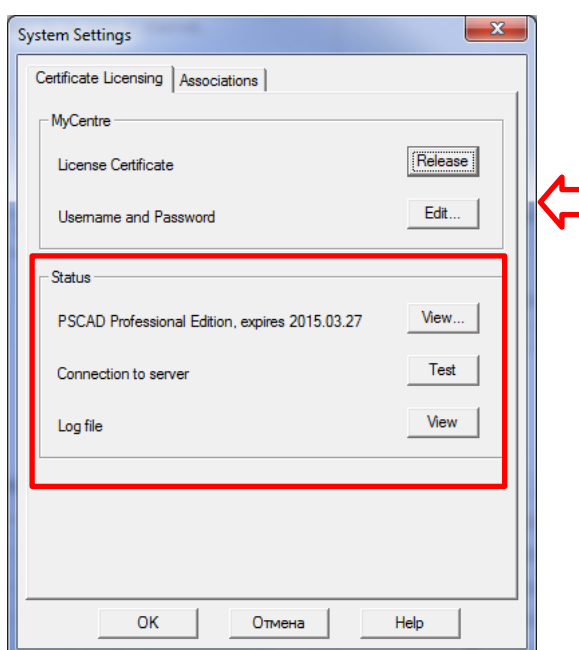 System Settings
Certificate Licensing Associations
MyCentre
License Certificate Release
Username and Password Edit...
Status
PSCAD Professional Edition, expires 2015.03.27 View...
Connection to server Test
Log file View
OK Отмена Help